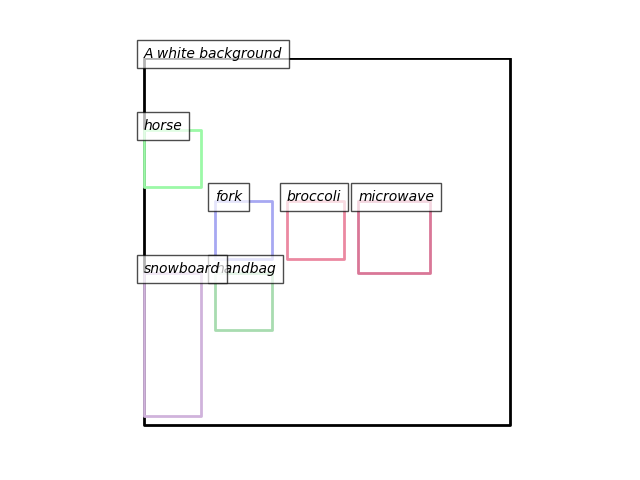 A white background
horse
fork
broccoli
microwave
snowboard
andbag